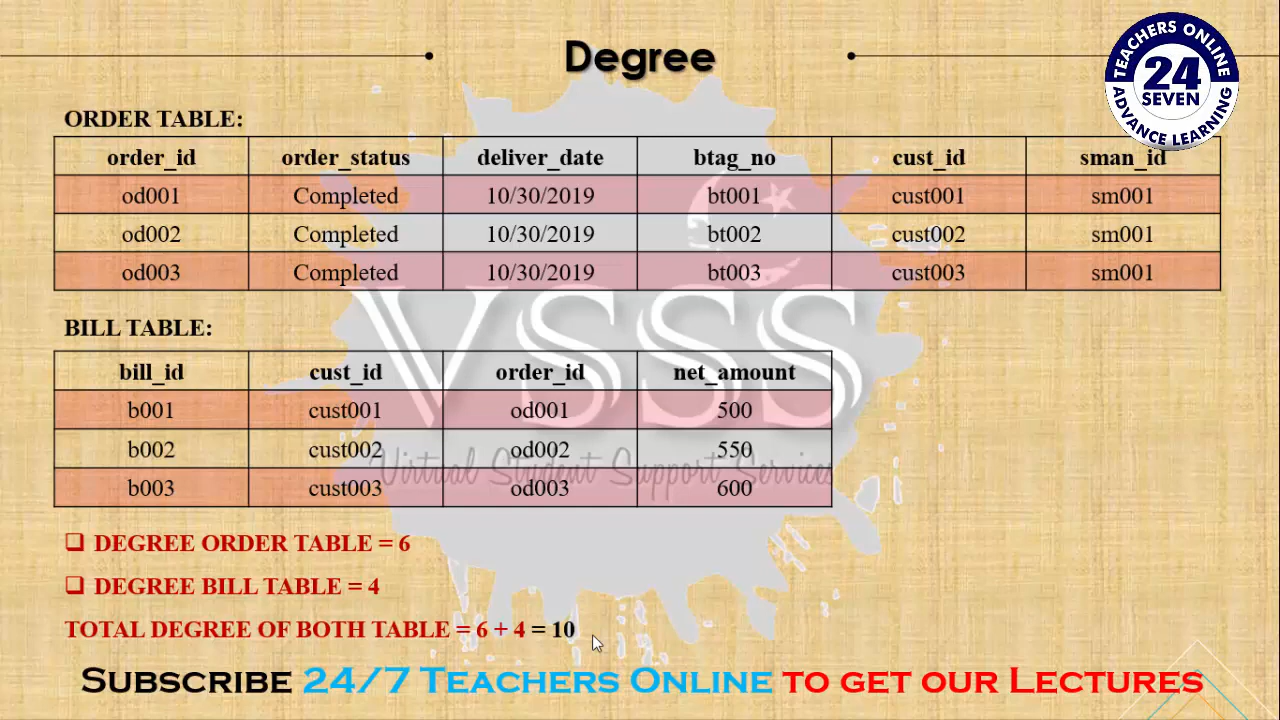 Degree
TEACHERS ONLINE
24
SEVEN
ADVANCE LEARNING
ORDER TABLE:
order_id order_status deliver_date btag_no cust_id sman_id
od001 Completed 10/30/2019 bt001 cust001 sm001
od002 Completed 10/30/2019 bt002 cust002 sm001
od003 Completed 10/30/2019 bt003 cust003 sm001
VSSS
BILL TABLE:
bill_id cust_id order_id net_amount
b001 cust001 od001 500
b002 cust002 od002 550
Virtual Student Support Services
b003 cust003 od003 600
❑ DEGREE ORDER TABLE = 6
❑ DEGREE BILL TABLE = 4
TOTAL DEGREE OF BOTH TABLE = 6 + 4 = 10
SUBSCRIBE 24/7 TEACHERS ONLINE TO GET OUR LECTURES